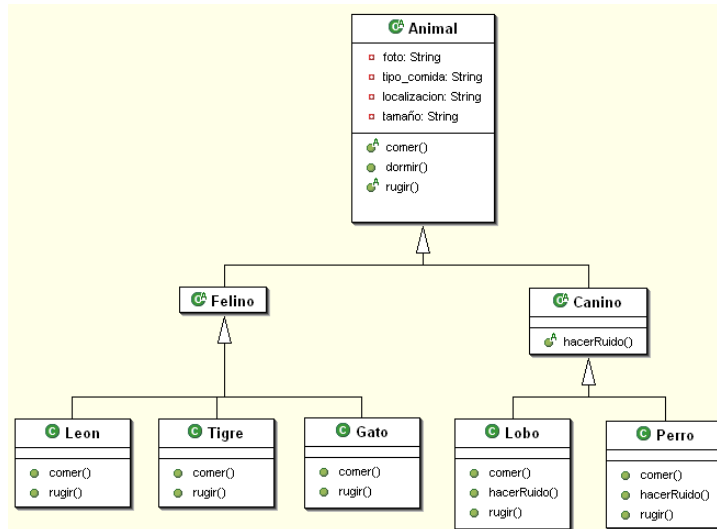 Animal
foto: String
tipo_comida: String
localizacion: String
tamaño: String
comer()
dormir()
rugir()
Felino
Canino
hacerRuido()
Leon
comer()
rugir()
Tigre
comer()
rugir()
Gato
comer()
rugir()
Lobo
comer()
hacerRuido()
rugir()
Perro
comer()
hacerRuido()
rugir()